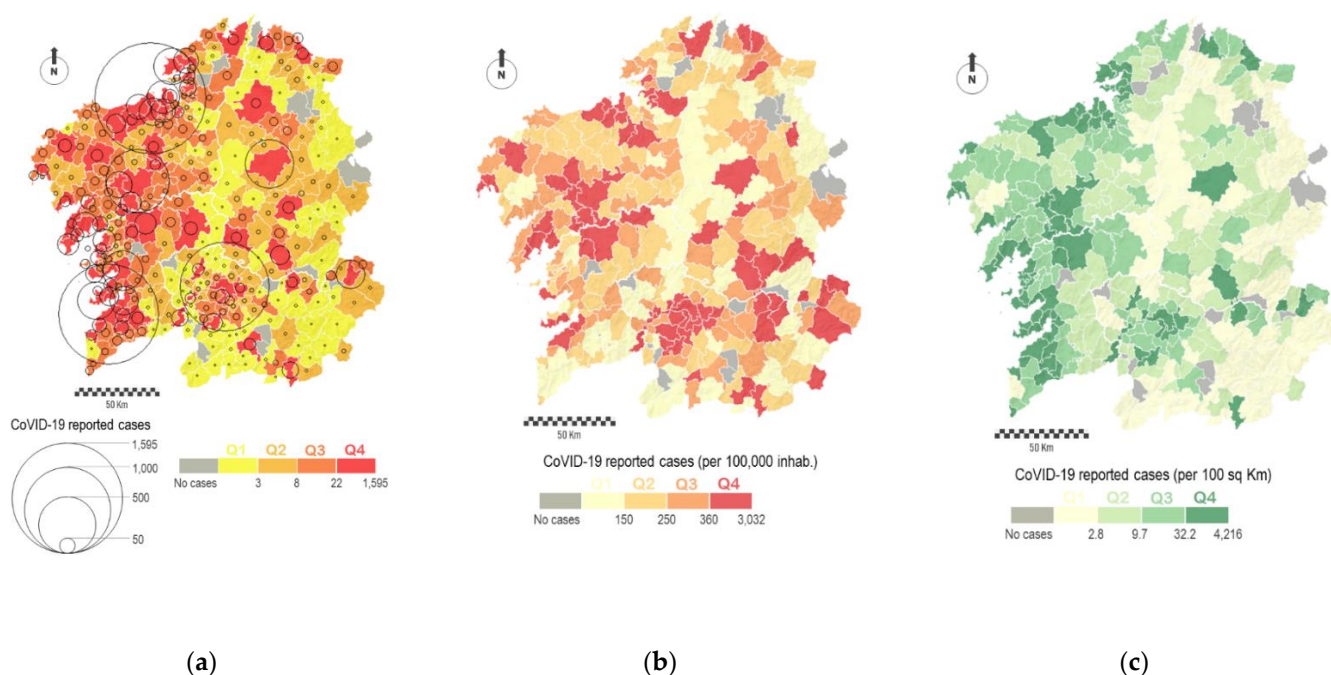 N
50 Km
CoVID-19 reported cases
1,595
1,000
500
50
Q1 Q2 Q3 Q4
No cases 3 8 22 1,595
(a)
N
50 Km
CoVID-19 reported cases (per 100,000 inhab.)
Q1 Q2 Q3 Q4
No cases 150 250 360 3,032
(b)
N
50 Km
CoVID-19 reported cases (per 100 sq Km)
Q1 Q2 Q3 Q4
No cases 2.8 9.7 32.2 4,216
(c)